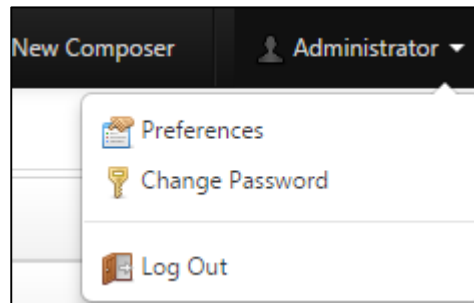 New Composer
Administrator
Preferences
Change Password
Log Out